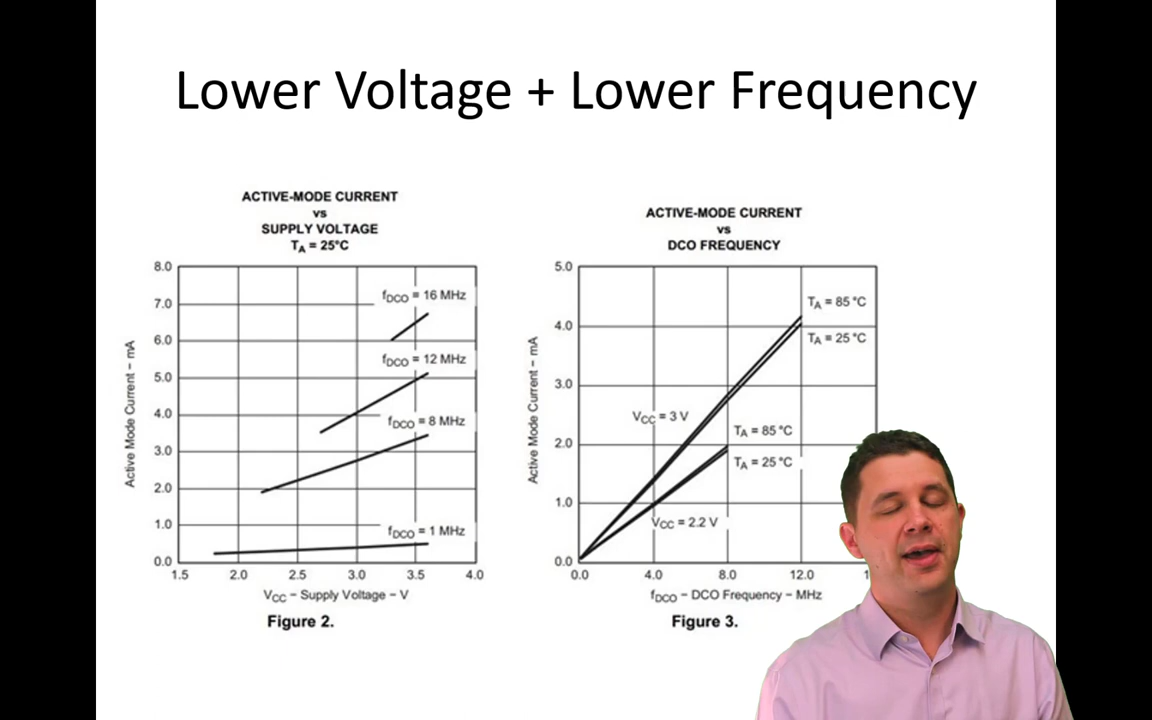 Lower Voltage + Lower Frequency
ACTIVE-MODE CURRENT
vs
SUPPLY VOLTAGE
TA = 25°C
8.0
7.0
6.0
5.0
4.0
3.0
2.0
1.0
0.0
Active Mode Current – mA
fDCO = 16 MHz
fDCO = 12 MHz
fDCO = 8 MHz
fDCO = 1 MHz
1.5 2.0 2.5 3.0 3.5 4.0
VCC – Supply Voltage – V
Figure 2.
ACTIVE-MODE CURRENT
vs
DCO FREQUENCY
5.0
4.0
3.0
2.0
1.0
0.0
Active Mode Current – mA
TA = 85 °C
TA = 25 °C
VCC = 3 V
TA = 85 °C
TA = 25 °C
VCC = 2.2 V
0.0 4.0 8.0 12.0
fDCO – DCO Frequency – MHz
Figure 3.